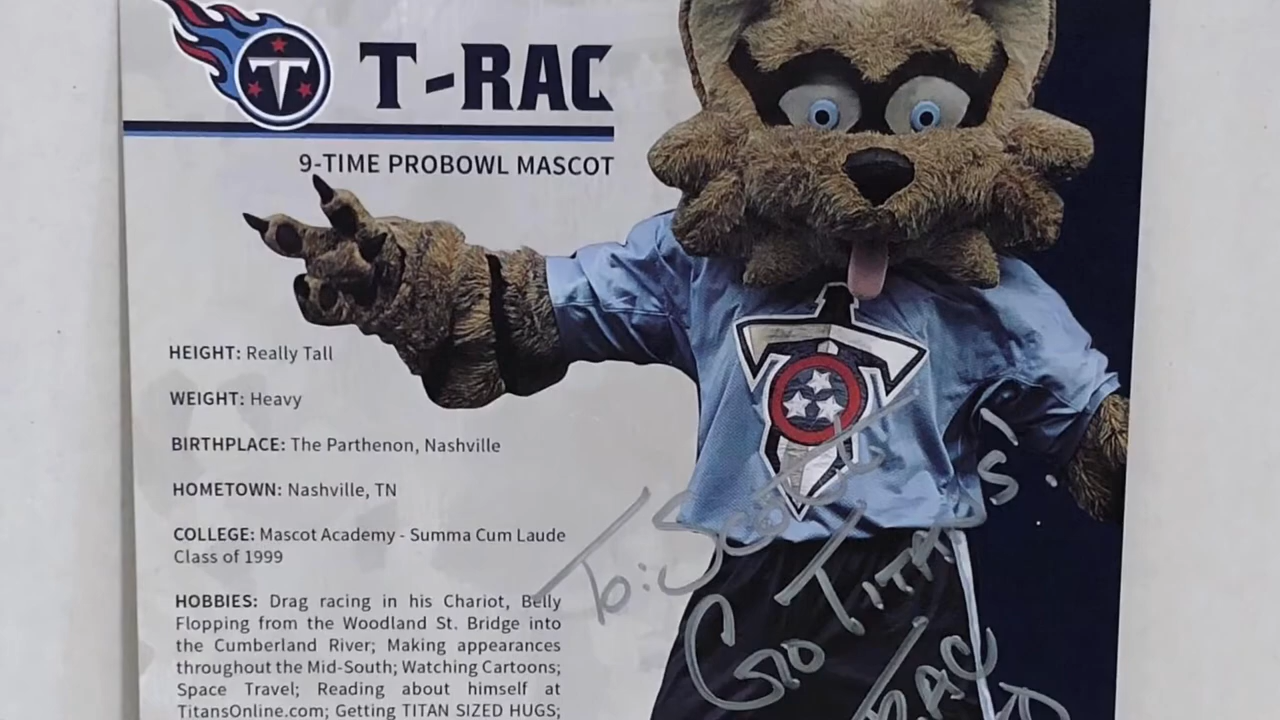 T
T-RAC
9-TIME PROBOWL MASCOT
HEIGHT: Really Tall
WEIGHT: Heavy
BIRTHPLACE: The Parthenon, Nashville
HOMETOWN: Nashville, TN
COLLEGE: Mascot Academy - Summa Cum Laude
Class of 1999
HOBBIES: Drag racing in his Chariot, Belly
Flopping from the Woodland St. Bridge into
the Cumberland River; Making appearances
throughout the Mid-South; Watching Cartoons;
Space Travel; Reading about himself at
TitansOnline.com; Getting TITAN SIZED HUGS;
To: SCOTT!
GO TITANS!